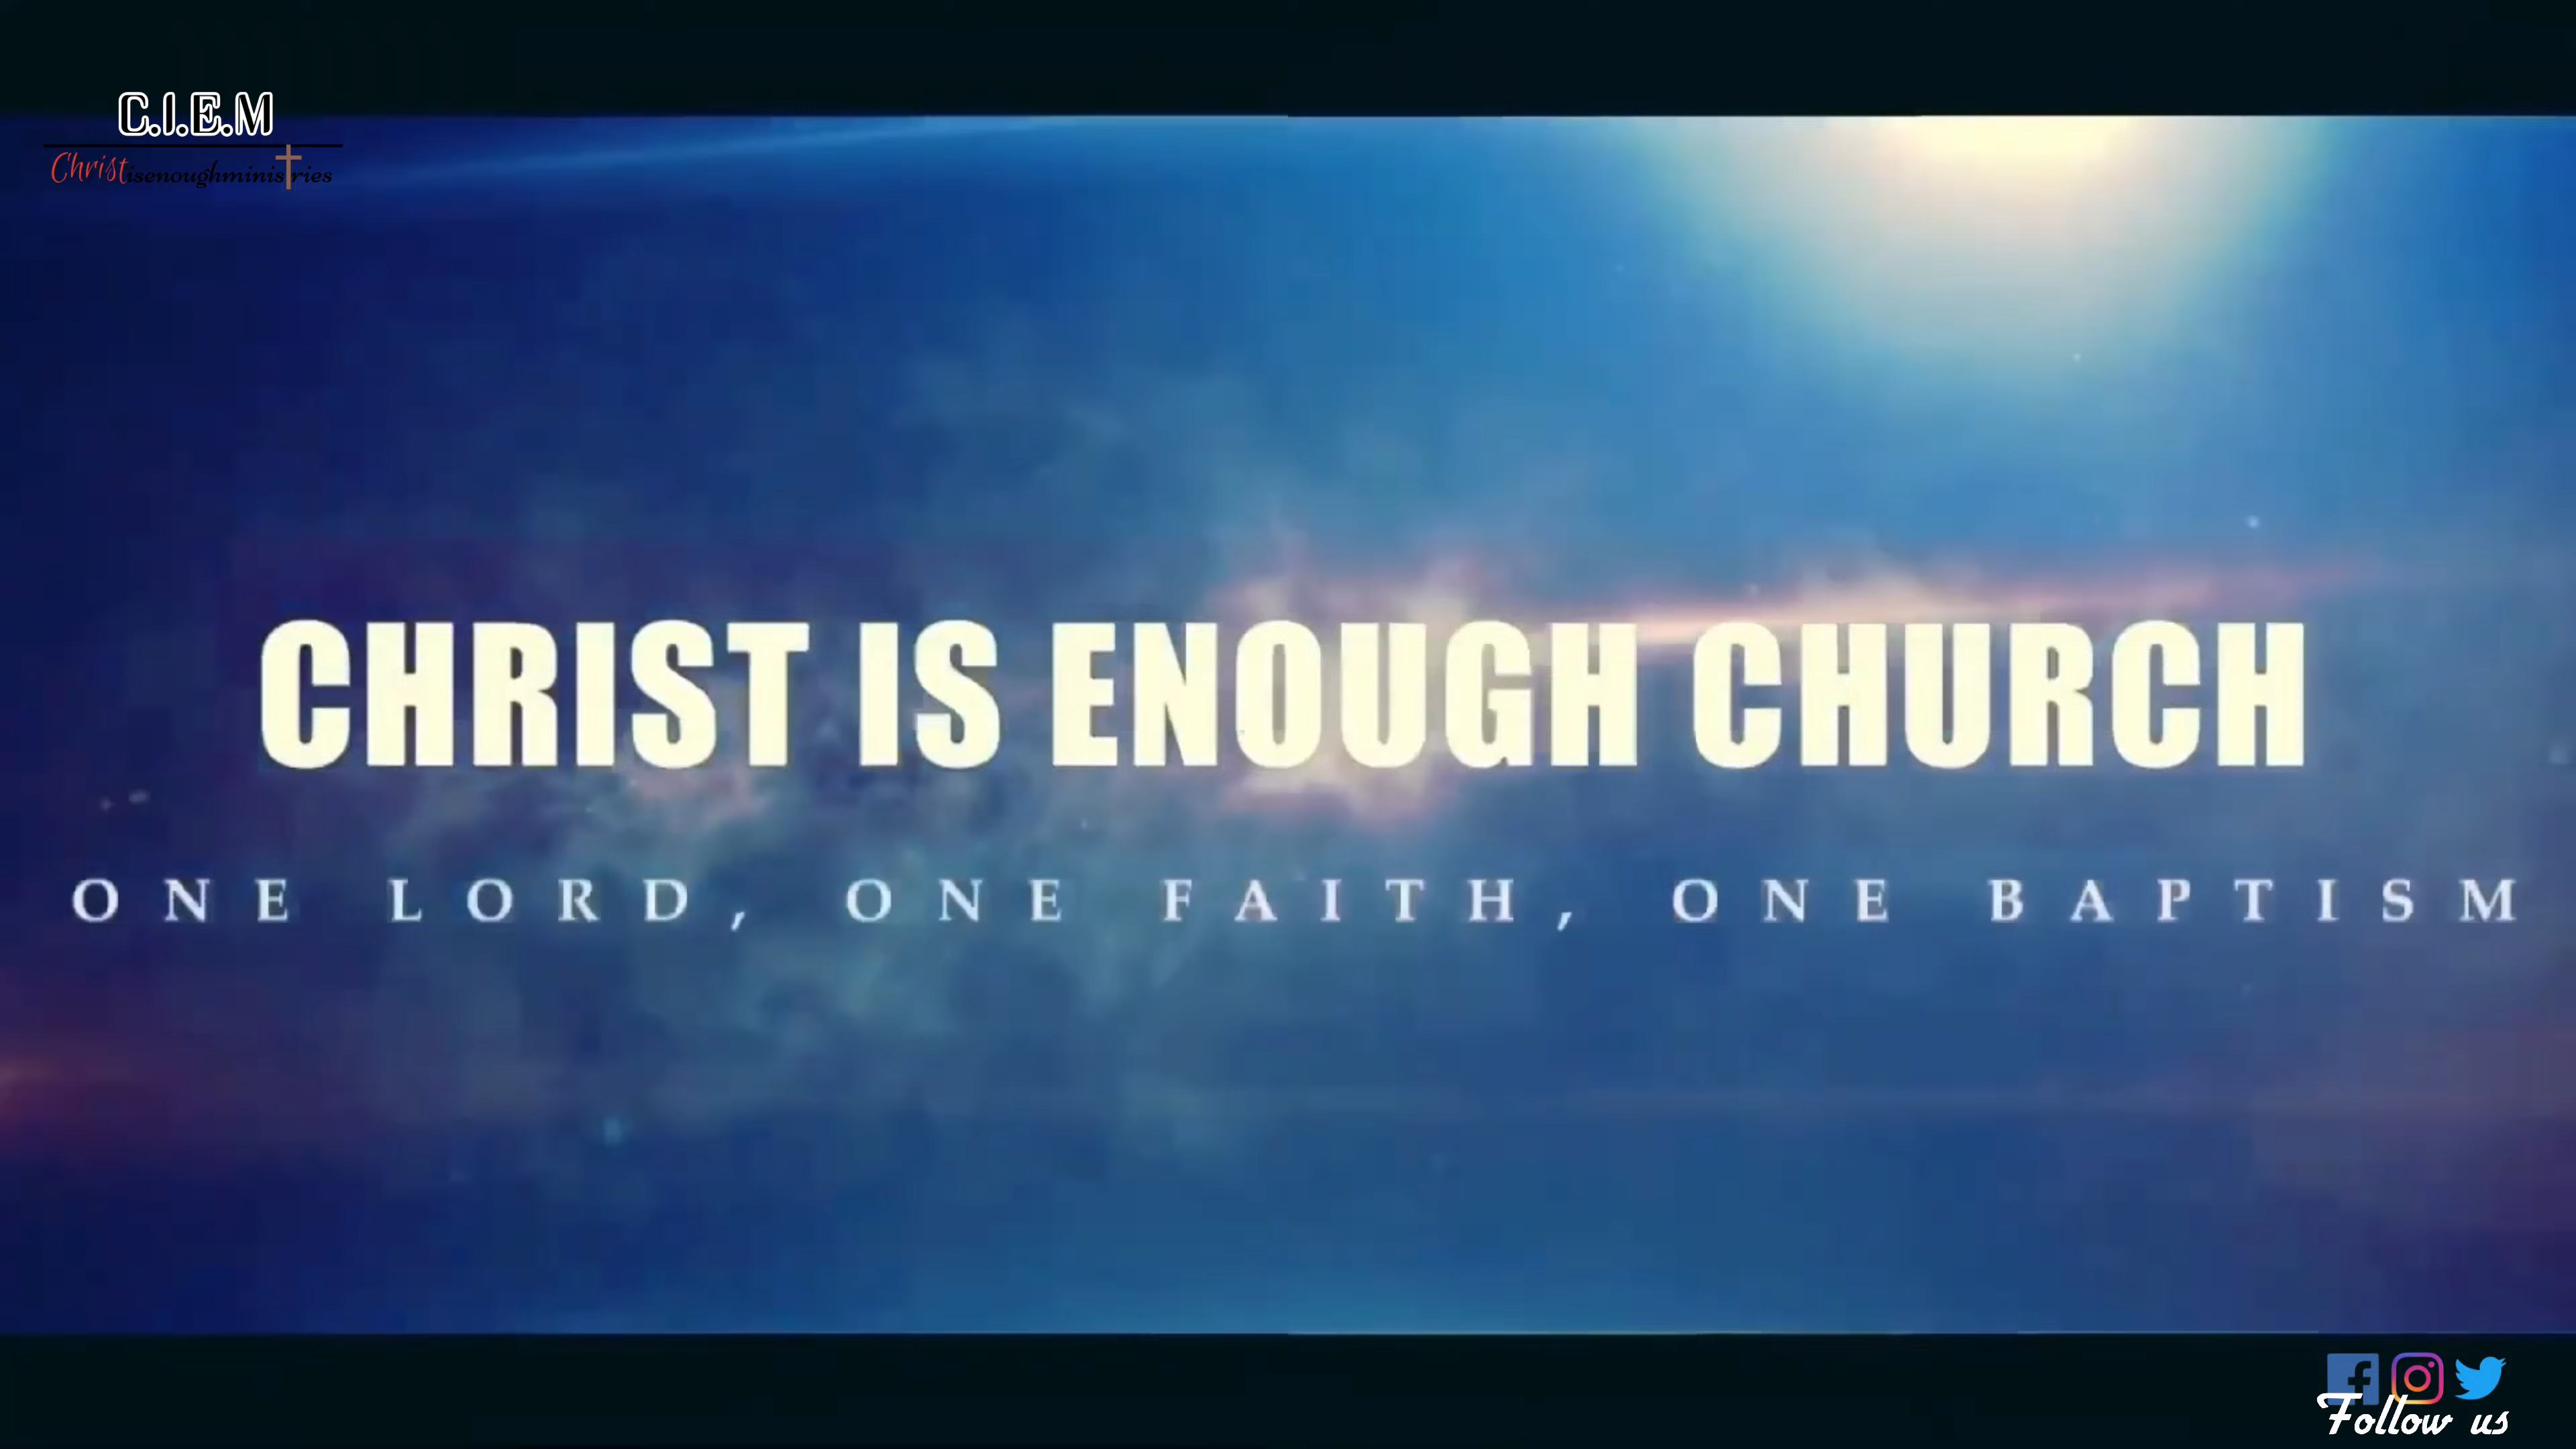 C.I.E.M
Christisenoughministries
CHRIST IS ENOUGH CHURCH
ONE LORD, ONE FAITH, ONE BAPTISM
Follow us